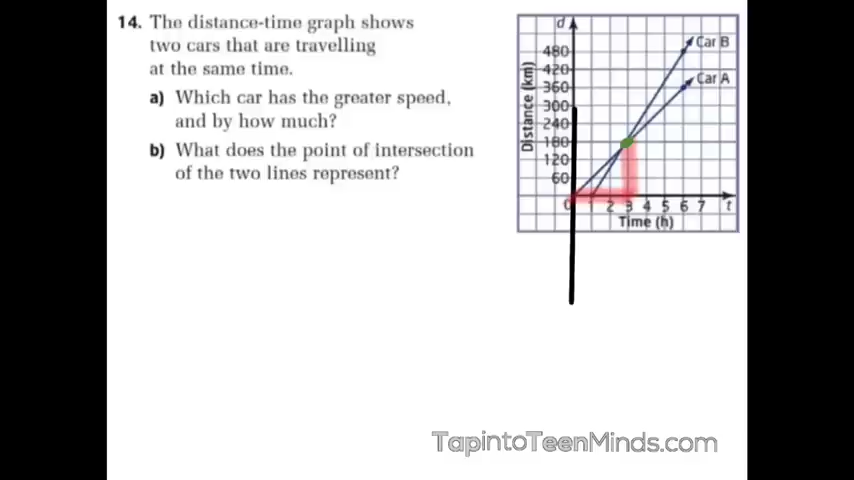 14. The distance-time graph shows
two cars that are travelling
at the same time.
a) Which car has the greater speed,
and by how much?
b) What does the point of intersection
of the two lines represent?
d
Car B
480
420
Car A
360
300
240
180
120
60
Distance (km)
0 1 2 3 4 5 6 7 t
Time (h)
TapintoTeenMinds.com